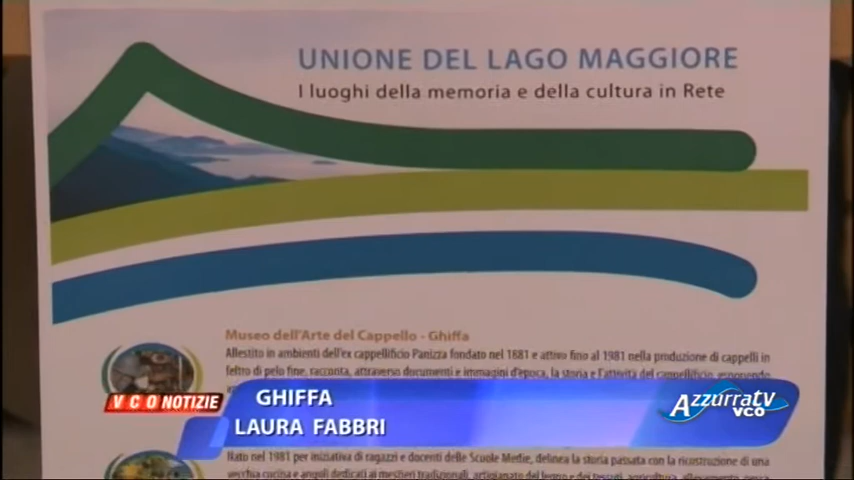 UNIONE DEL LAGO MAGGIORE
I luoghi della memoria e della cultura in Rete
Museo dell'Arte del Cappello - Ghiffa
Allestito in ambienti dell'ex cappellificio Panizza fondato nel 1881 e attivo fino al 1981 nella produzione di cappelli in
feltro di pelo fine, racconta, attraverso documenti e immagini d'epoca, la storia e l'attività del cappellificio, esponendo
VCO NOTIZIE
GHIFFA
LAURA FABBRI
AzzurraTV
VCO
Nato nel 1981 per iniziativa di ragazzi e docenti delle Scuole Medie, delinea la storia passata con la ricostruzione di una
vecchia cucina e angoli dedicati ai mestieri tradizionali, artigianato del legno e dei tessuti, agricoltura, allevamento, pesca